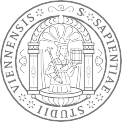 S · SAPIENTIAE · STUDII · VIENNENSIS ·